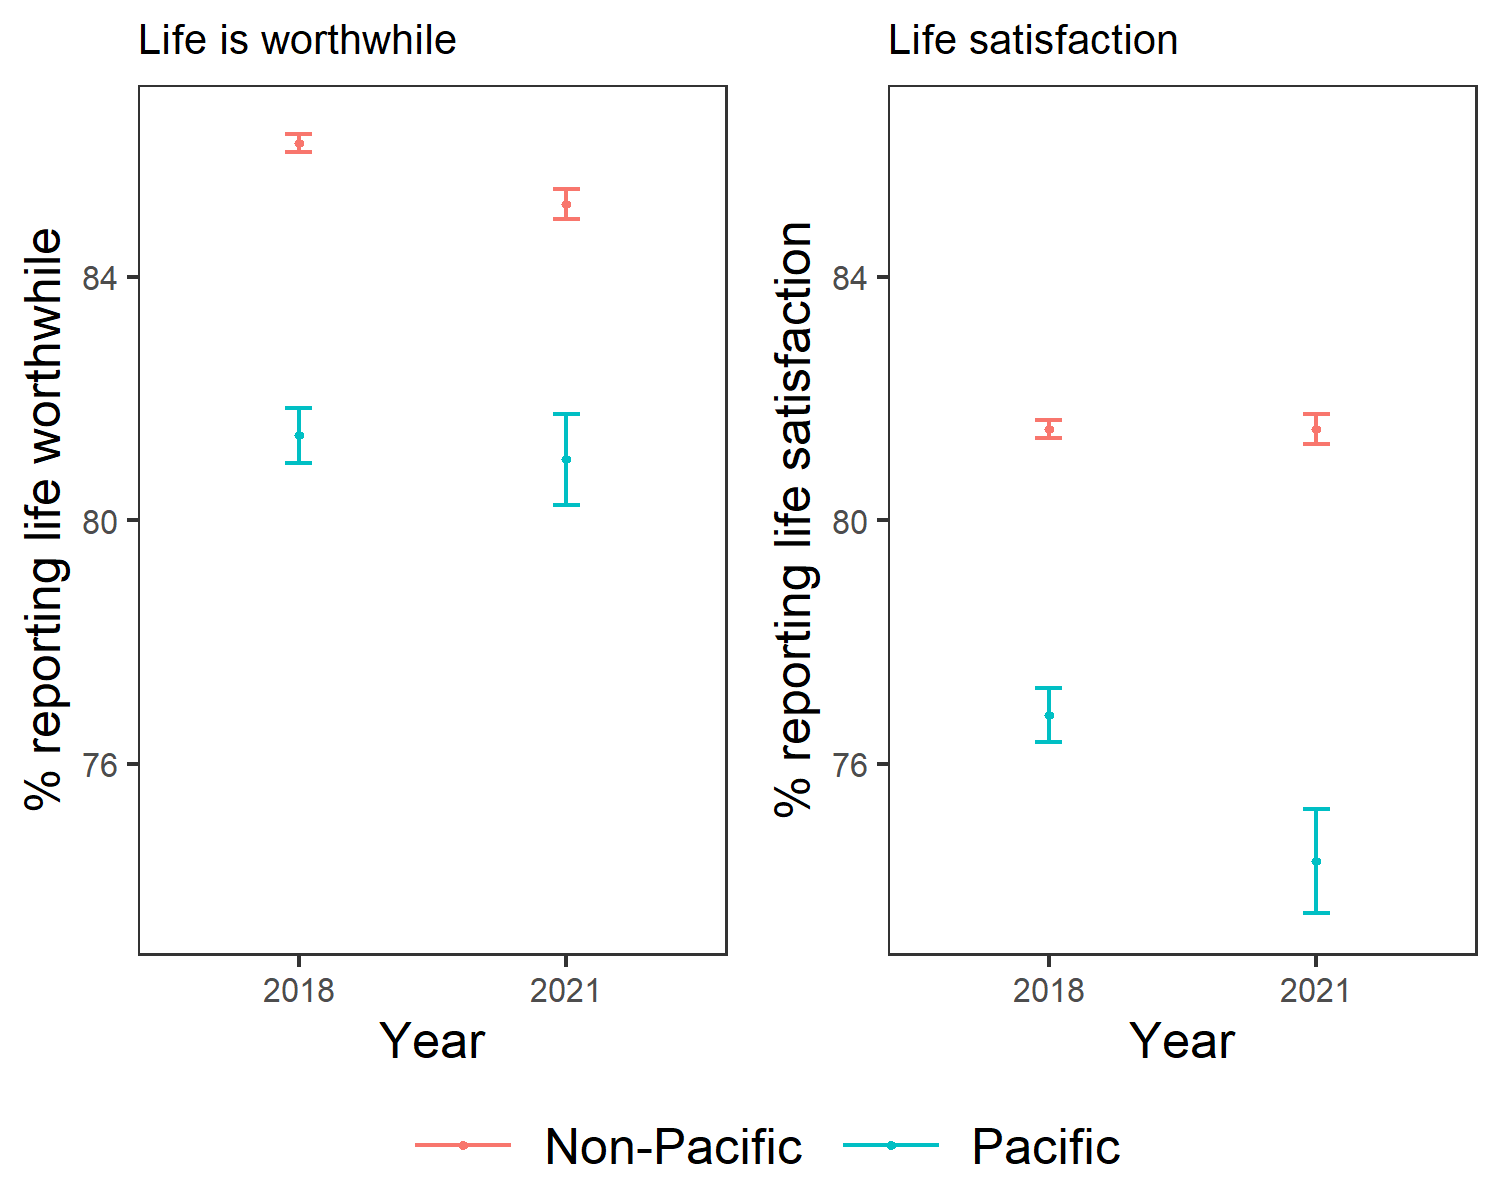 Life is worthwhile
% reporting life worthwhile
84
80
76
2018
2021
Year
Life satisfaction
% reporting life satisfaction
84
80
76
2018
2021
Year
Non-Pacific
Pacific